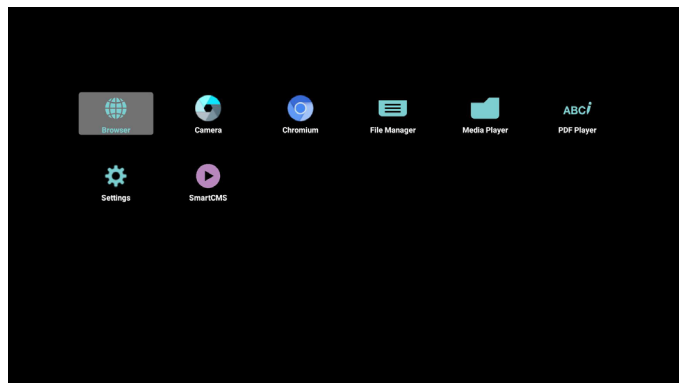 Browser
Camera
Chromium
File Manager
Media Player
ABCi
PDF Player
Settings
SmartCMS